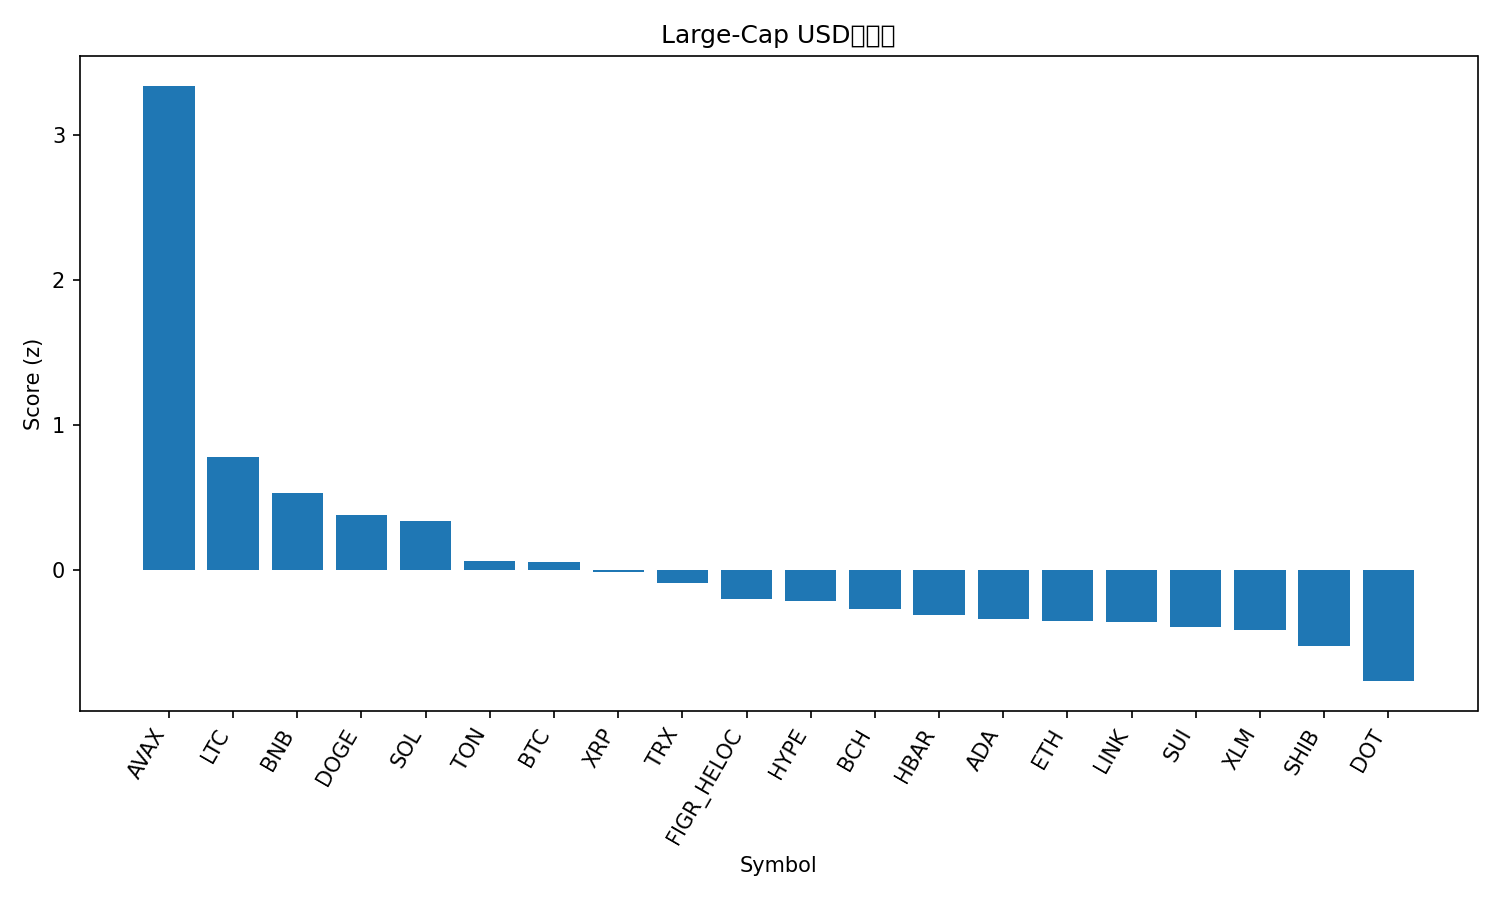 Large-Cap USD
Score (z)
3
2
1
0
AVAX
LTC
BNB
DOGE
SOL
TON
BTC
XRP
TRX
FIGR_HELOC
HYPE
BCH
HBAR
ADA
ETH
LINK
SUI
XLM
SHIB
DOT
Symbol